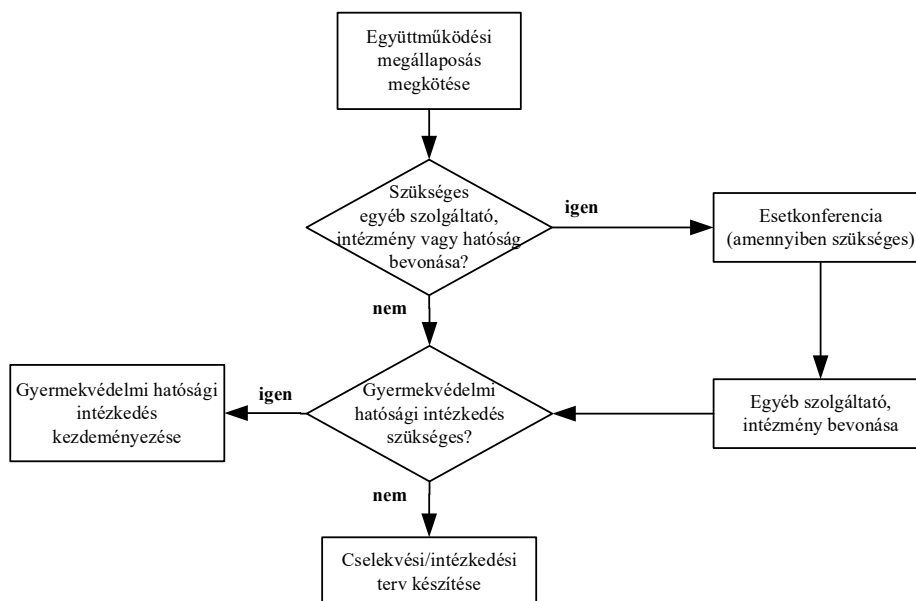 Együttműködési
megállaposás
megkötése
Szükséges
egyéb szolgáltató,
intézmény vagy hatóság
bevonása?
igen
Esetkonferencia
(amennyiben szükséges)
nem
Gyermekvédelmi hatósági
intézkedés
kezdeményezése
igen
Gyermekvédelmi
hatósági intézkedés
szükséges?
Egyéb szolgáltató,
intézmény bevonása
nem
Cselekvési/intézkedési
terv készítése